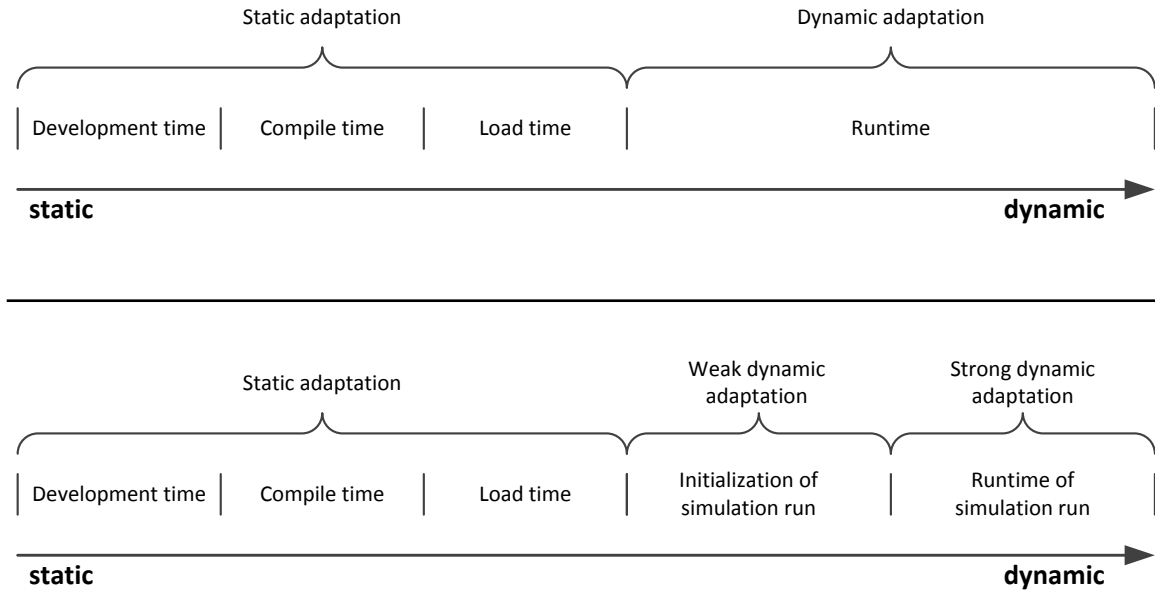 Static adaptation
Dynamic adaptation
Development time
Compile time
Load time
Runtime
static
dynamic
Static adaptation
Weak dynamic
adaptation
Strong dynamic
adaptation
Development time
Compile time
Load time
Initialization of
simulation run
Runtime of
simulation run
static
dynamic